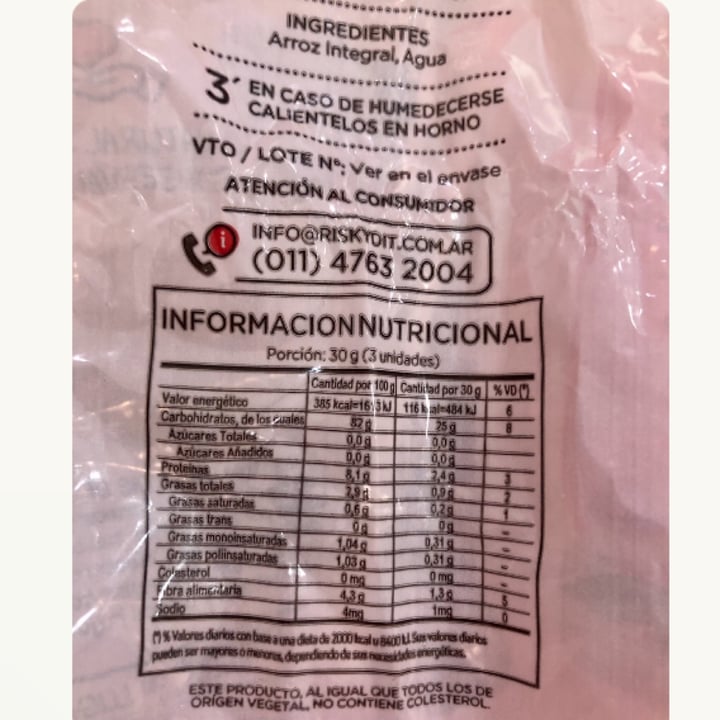 INGREDIENTES
Arroz Integral, Agua
3´ EN CASO DE HUMEDECERSE
CALIENTELOS EN HORNO
VTO / LOTE Nº: Ver en el envase
ATENCIÓN AL CONSUMIDOR
INFO@RISKYDIT.COM.AR
(011) 4763 2004
INFORMACION NUTRICIONAL
Porción: 30 g (3 unidades)
Cantidad por 100 g Cantidad por 30 g % VD (*)
Valor energético 385 kcal=1613 kJ 116 kcal=484 kJ 6
Carbohidratos, de los cuales 82 g 25 g 8
Azúcares Totales 0,0 g 0,0 g
Azúcares Añadidos 0,0 g 0,0 g
Proteínas 8,1 g 2,4 g 3
Grasas totales 2,9 g 0,9 g 2
Grasas saturadas 0,6 g 0,2 g 1
Grasas trans 0 g 0 g -
Grasas monoinsaturadas 1,04 g 0,31 g -
Grasas poliinsaturadas 1,03 g 0,31 g -
Colesterol 0 mg 0 mg -
Fibra alimentaria 4,3 g 1,3 g 5
Sodio 4mg 1mg 0
(*) % Valores diarios con base a una dieta de 2000 kcal u 8400 kJ. Sus valores diarios
pueden ser mayores o menores, dependiendo de sus necesidades energéticas.
ESTE PRODUCTO, AL IGUAL QUE TODOS LOS DE
ORÍGEN VEGETAL, NO CONTIENE COLESTEROL.